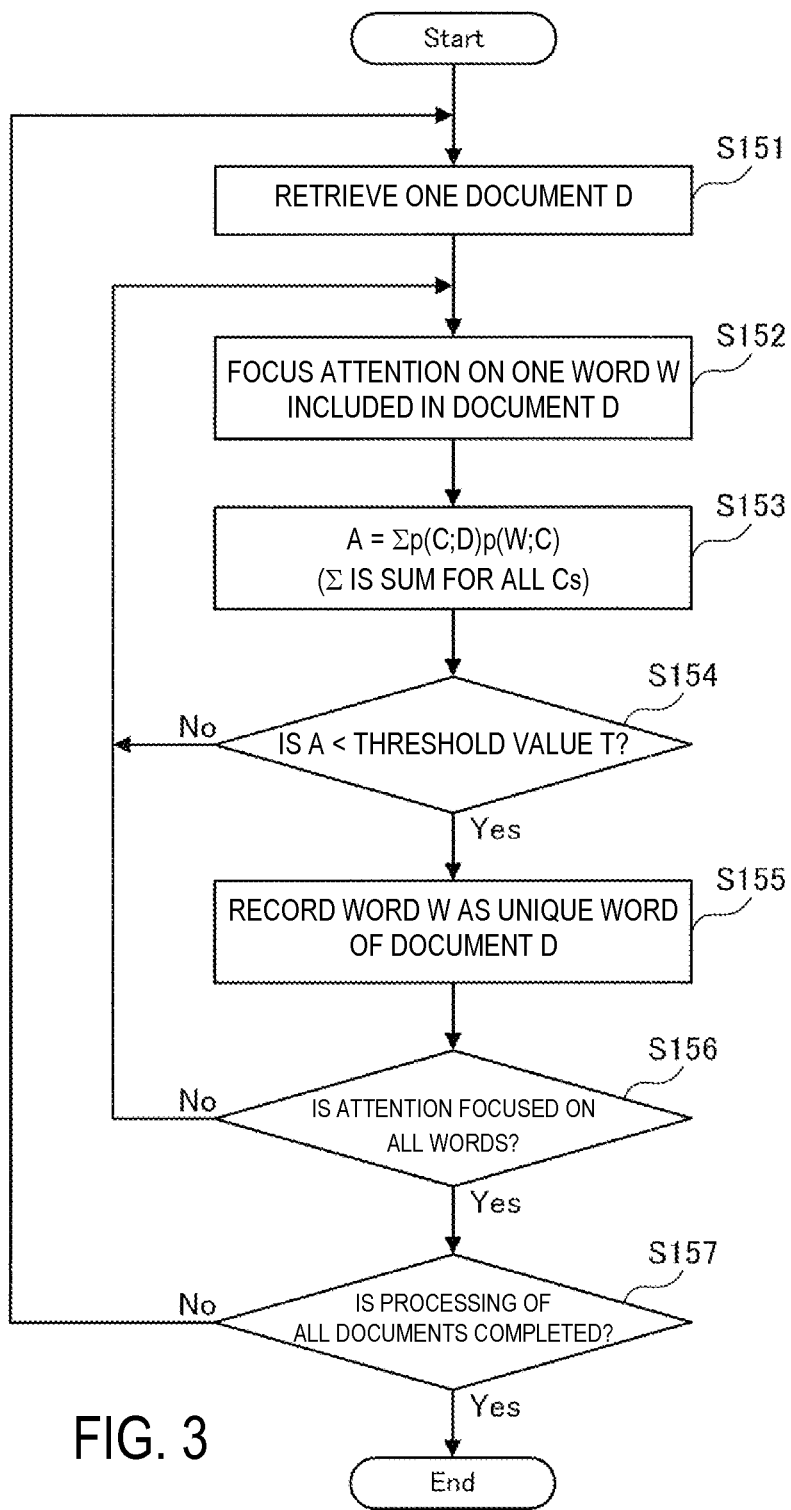 Start
S151
RETRIEVE ONE DOCUMENT D
S152
FOCUS ATTENTION ON ONE WORD W
INCLUDED IN DOCUMENT D
S153
A = Σp(C;D)p(W;C)
(Σ IS SUM FOR ALL Cs)
S154
No
IS A < THRESHOLD VALUE T?
Yes
S155
RECORD WORD W AS UNIQUE WORD
OF DOCUMENT D
S156
No
IS ATTENTION FOCUSED ON
ALL WORDS?
Yes
S157
No
IS PROCESSING OF
ALL DOCUMENTS COMPLETED?
Yes
FIG. 3
End